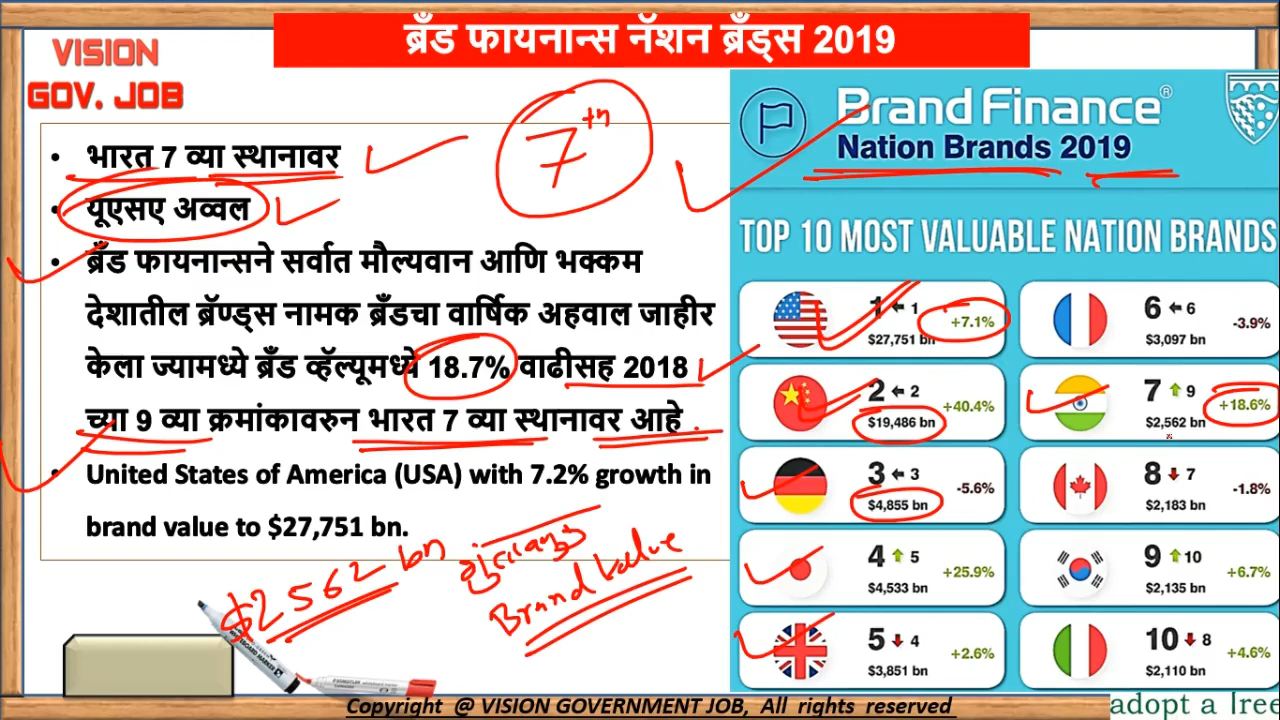 ब्रँड फायनान्स नॅशन ब्रँड्स 2019
VISION
GOV. JOB
भारत 7 व्या स्थानावर
7th
यूएसए अव्वल
ब्रँड फायनान्सने सर्वात मौल्यवान आणि भक्कम
देशातील ब्रॅण्ड्स नामक ब्रँडचा वार्षिक अहवाल जाहीर
केला ज्यामध्ये ब्रँड व्हॅल्यूमध्ये 18.7% वाढीसह 2018
च्या 9 व्या क्रमांकावरुन भारत 7 व्या स्थानावर आहे .
United States of America (USA) with 7.2% growth in
brand value to $27,751 bn.
$2562 bn
Brand Value
Brand Finance®
Nation Brands 2019
TOP 10 MOST VALUABLE NATION BRANDS
1 1 +7.1%
$27,751 bn
2 2 +40.4%
$19,486 bn
3 3 -5.6%
$4,855 bn
4 5 +25.9%
$4,533 bn
5 4 +2.6%
$3,851 bn
6 6 -3.9%
$3,097 bn
7 9 +18.6%
$2,562 bn
8 7 -1.8%
$2,183 bn
9 10 +6.7%
$2,135 bn
10 8 +4.6%
$2,110 bn
Copyright @ VISION GOVERNMENT JOB, All rights reserved
adopt a Tree